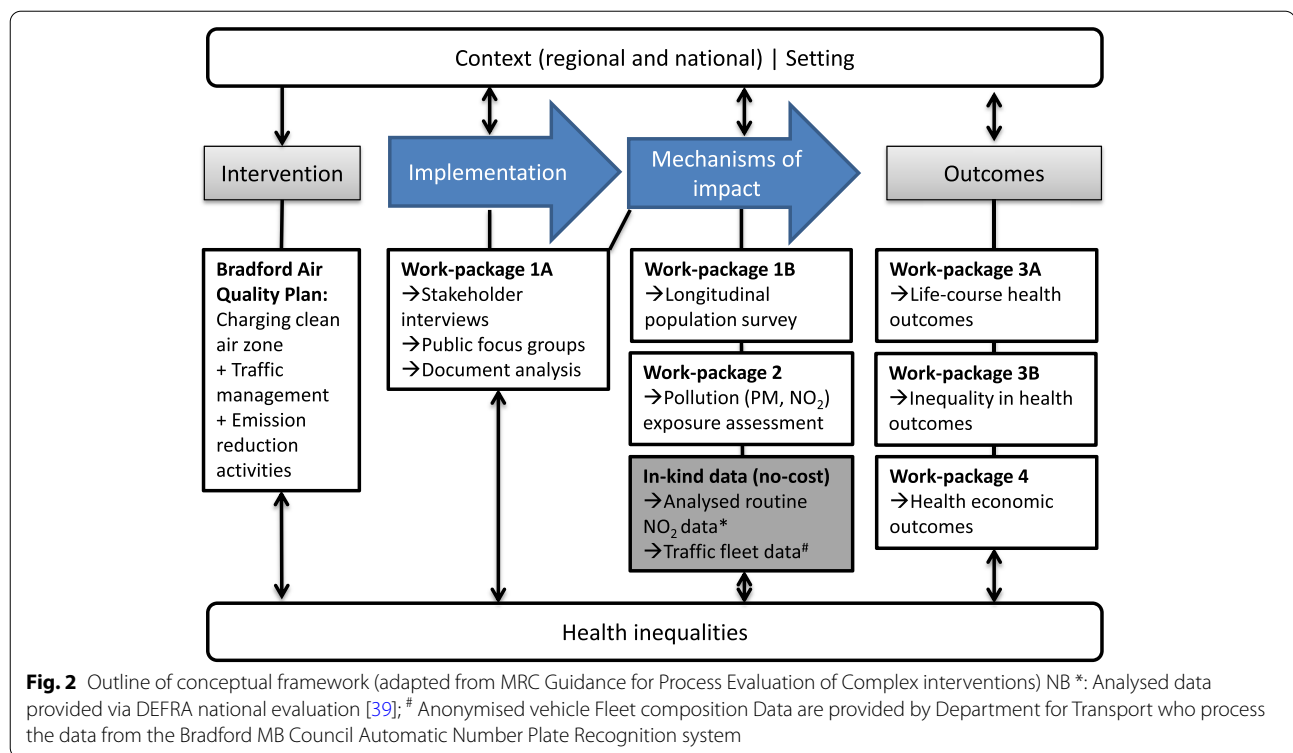 Context (regional and national) | Setting
Intervention
Implementation
Mechanisms of
impact
Outcomes
Bradford Air
Quality Plan:
Charging clean
air zone
+ Traffic
management
+ Emission
reduction
activities
Work-package 1A
→Stakeholder
interviews
→Public focus groups
→Document analysis
Work-package 1B
→Longitudinal
population survey
Work-package 2
→Pollution (PM, NO₂)
exposure assessment
In-kind data (no-cost)
→Analysed routine
NO₂ data*
→Traffic fleet data#
Work-package 3A
→Life-course health
outcomes
Work-package 3B
→Inequality in health
outcomes
Work-package 4
→Health economic
outcomes
Health inequalities
Fig. 2 Outline of conceptual framework (adapted from MRC Guidance for Process Evaluation of Complex interventions) NB *: Analysed data
provided via DEFRA national evaluation [39]; # Anonymised vehicle Fleet composition Data are provided by Department for Transport who process
the data from the Bradford MB Council Automatic Number Plate Recognition system